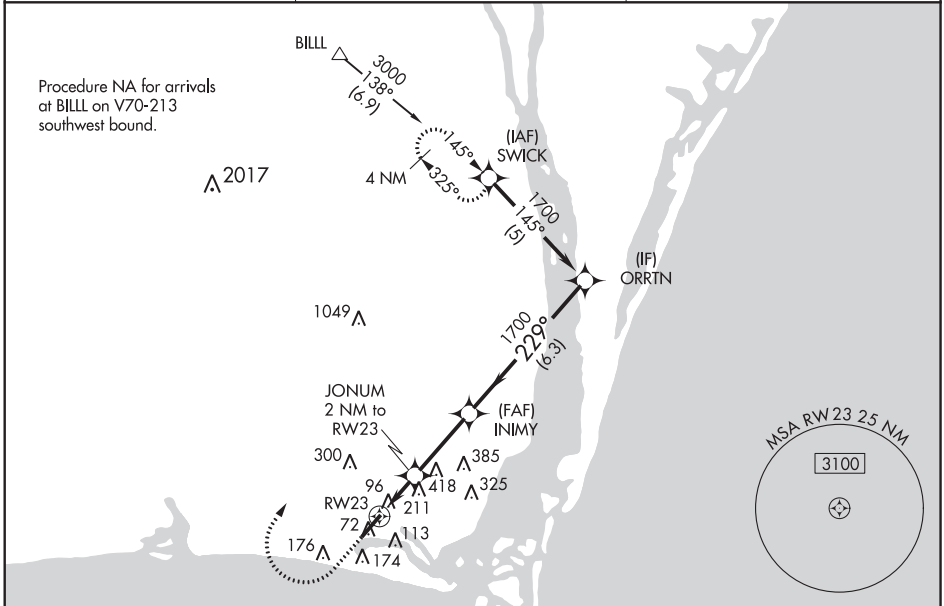 BILLL
3000
138°
(6.9)
Procedure NA for arrivals
at BILLL on V70-213
southwest bound.
(IAF)
SWICK
145°
4 NM
325°
2017
1700
145°
(5)
(IF)
ORRTN
1049
1700
229°
(6.3)
JONUM
2 NM to
RW23
(FAF)
INIMY
MSA RW23 25 NM
3100
300
385
418
325
96
211
RW23
72
113
176
174